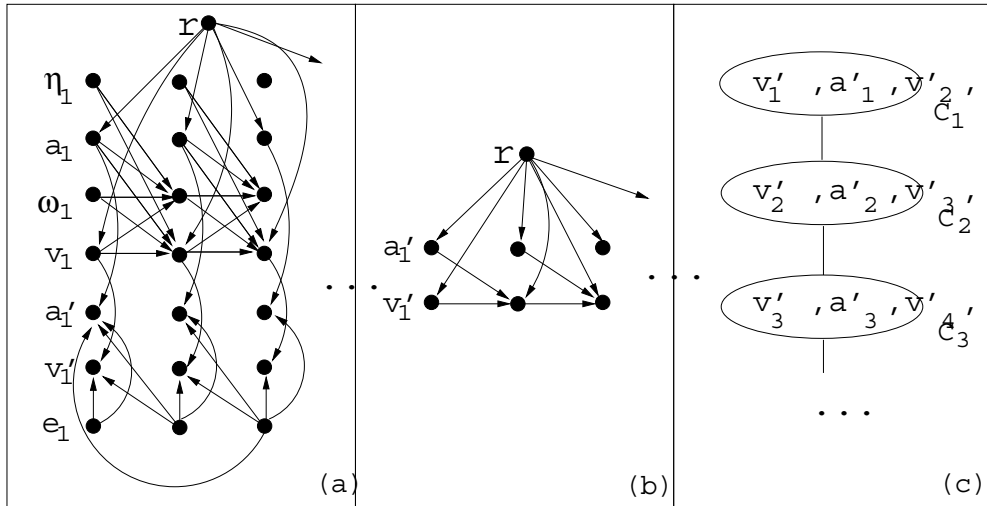 r
η₁
a₁
ω₁
v₁
a₁′
v₁′
e₁
. . .
(a)
r
a₁′
v₁′
. . .
(b)
v₁′ ,a'₁ ,v'₂ ,
C₁
v₂′ ,a'₂ ,v'₃ ,
C₂
v₃′ ,a'₃ ,v'₄ ,
C₃
. . .
(c)